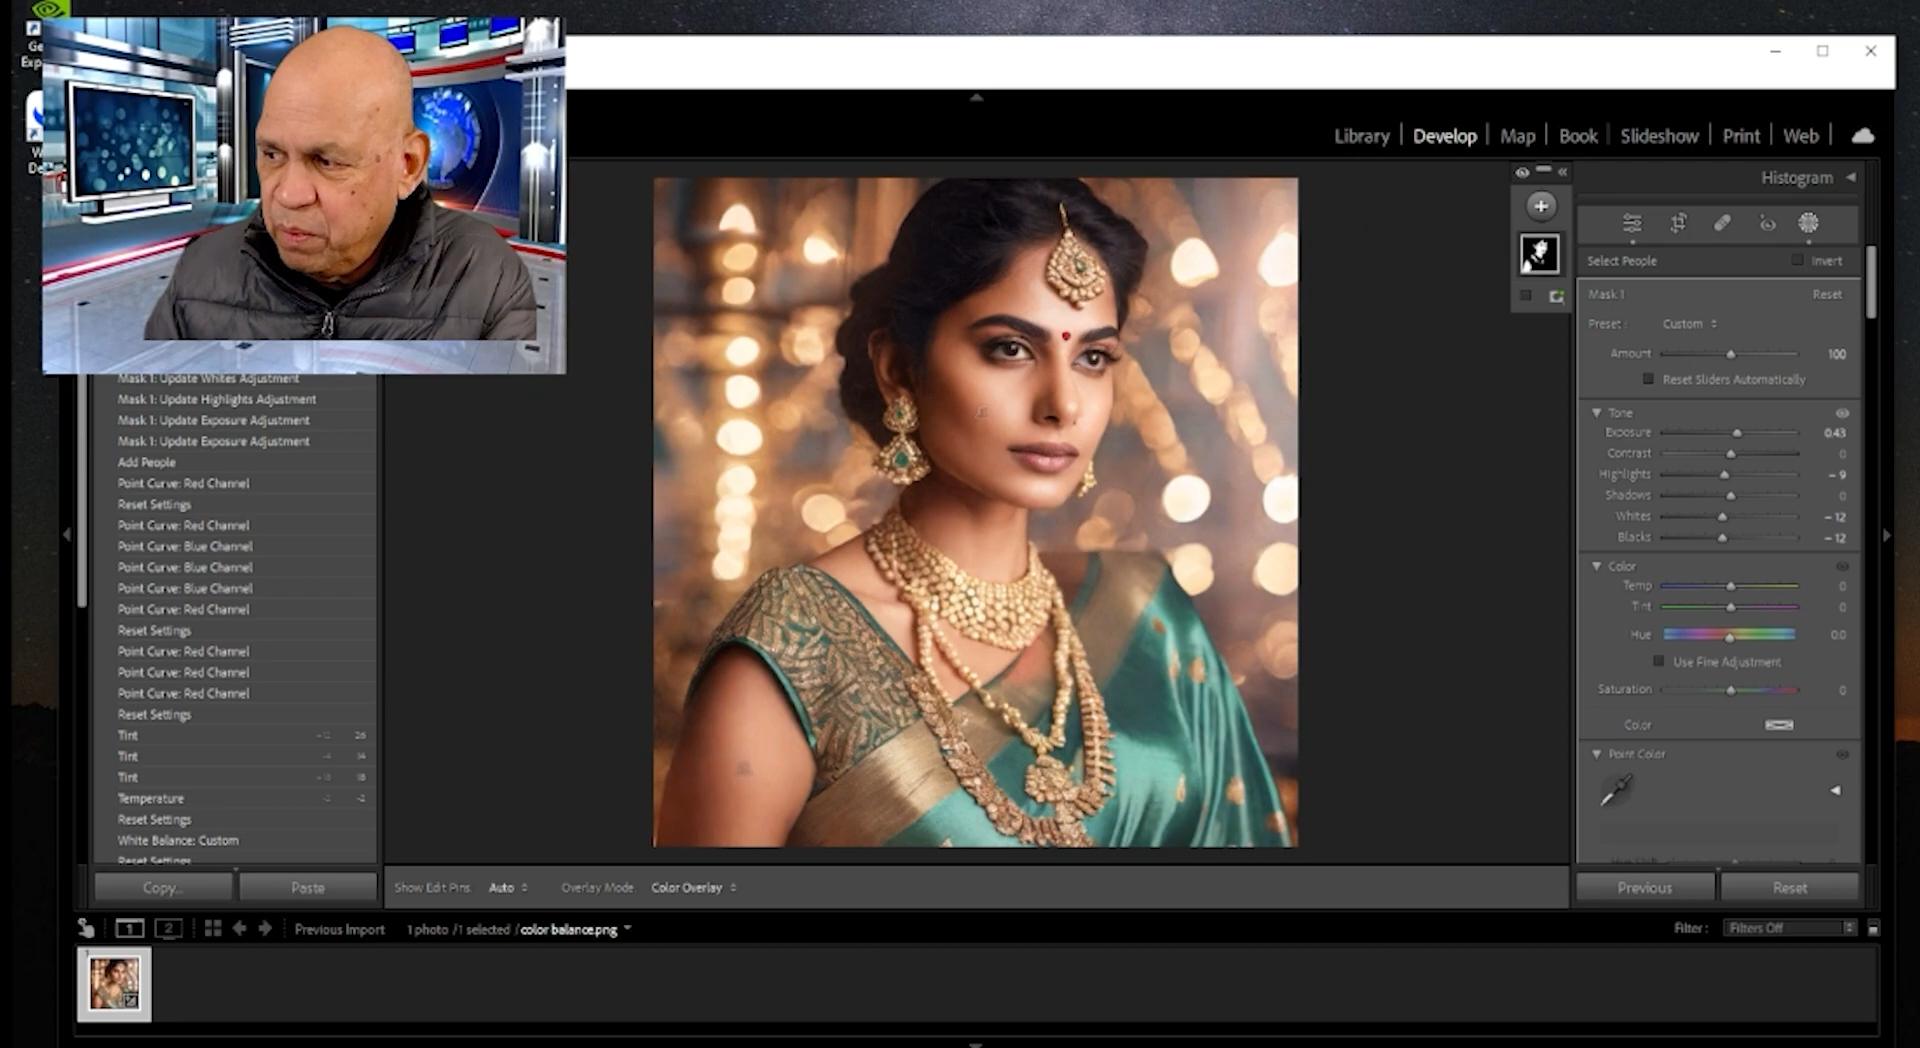 Library | Develop | Map | Book | Slideshow | Print | Web |
Histogram
Select People
Invert
Mask 1
Reset
Preset: Custom
Amount 100
Reset Sliders Automatically
Tone
Exposure 0.43
Contrast 0
Highlights - 9
Shadows 0
Whites - 12
Blacks - 12
Color
Temp 0
Tint 0
Hue 0.0
Use Fine Adjustment
Saturation 0
Color
Point Color
Previous
Reset
Ge
Exp
W
De
Mask 1: Update Whites Adjustment
Mask 1: Update Highlights Adjustment
Mask 1: Update Exposure Adjustment
Mask 1: Update Exposure Adjustment
Add People
Point Curve: Red Channel
Reset Settings
Point Curve: Red Channel
Point Curve: Blue Channel
Point Curve: Blue Channel
Point Curve: Blue Channel
Point Curve: Red Channel
Reset Settings
Point Curve: Red Channel
Point Curve: Red Channel
Point Curve: Red Channel
Reset Settings
Tint
Tint
Tint
Temperature
Reset Settings
White Balance: Custom
Reset Settings
Copy...
Paste
Show Edit Pins: Auto
Overlay Mode: Color Overlay
1
2
Previous Import
1 photo / 1 selected / color balance.png
Filter: Filters Off